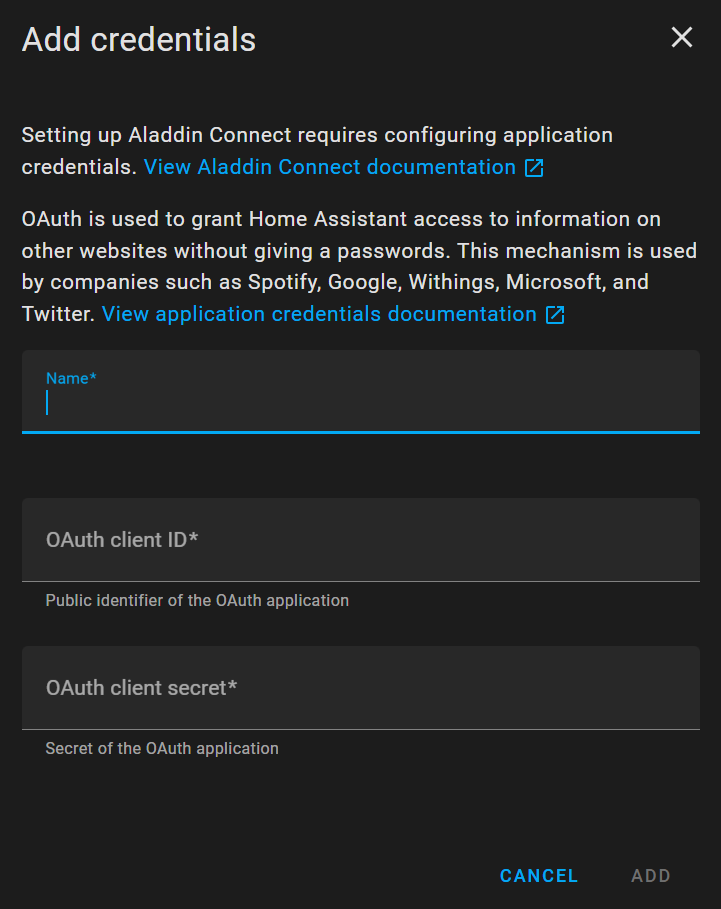 Add credentials
Setting up Aladdin Connect requires configuring application
credentials. View Aladdin Connect documentation
OAuth is used to grant Home Assistant access to information on
other websites without giving a passwords. This mechanism is used
by companies such as Spotify, Google, Withings, Microsoft, and
Twitter. View application credentials documentation
Name*
OAuth client ID*
Public identifier of the OAuth application
OAuth client secret*
Secret of the OAuth application
CANCEL ADD